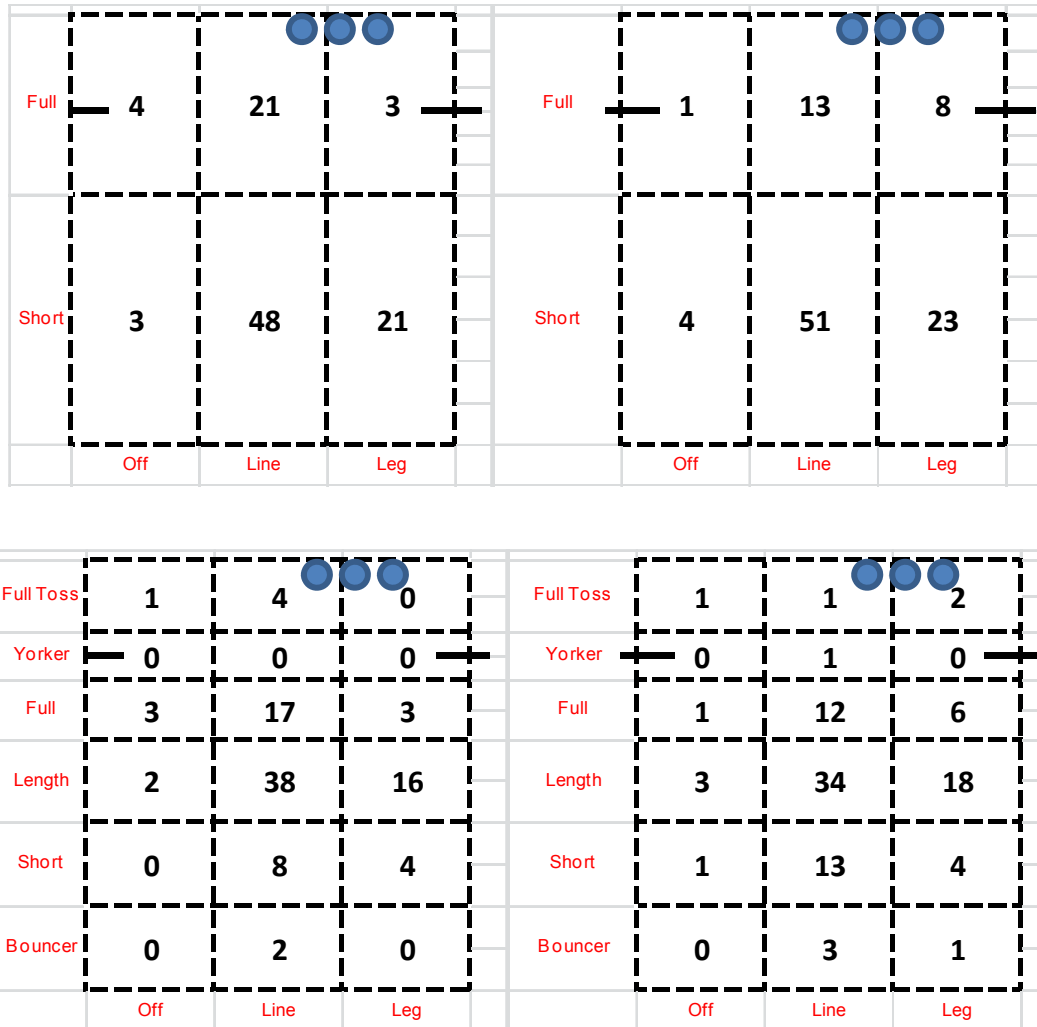 Full 4 21 3 Full 1 13 8
Short 3 48 21 Short 4 51 23
Off Line Leg Off Line Leg
Full Toss 1 4 0 Full Toss 1 1 2
Yorker 0 0 0 Yorker 0 1 0
Full 3 17 3 Full 1 12 6
Length 2 38 16 Length 3 34 18
Short 0 8 4 Short 1 13 4
Bouncer 0 2 0 Bouncer 0 3 1
Off Line Leg Off Line Leg